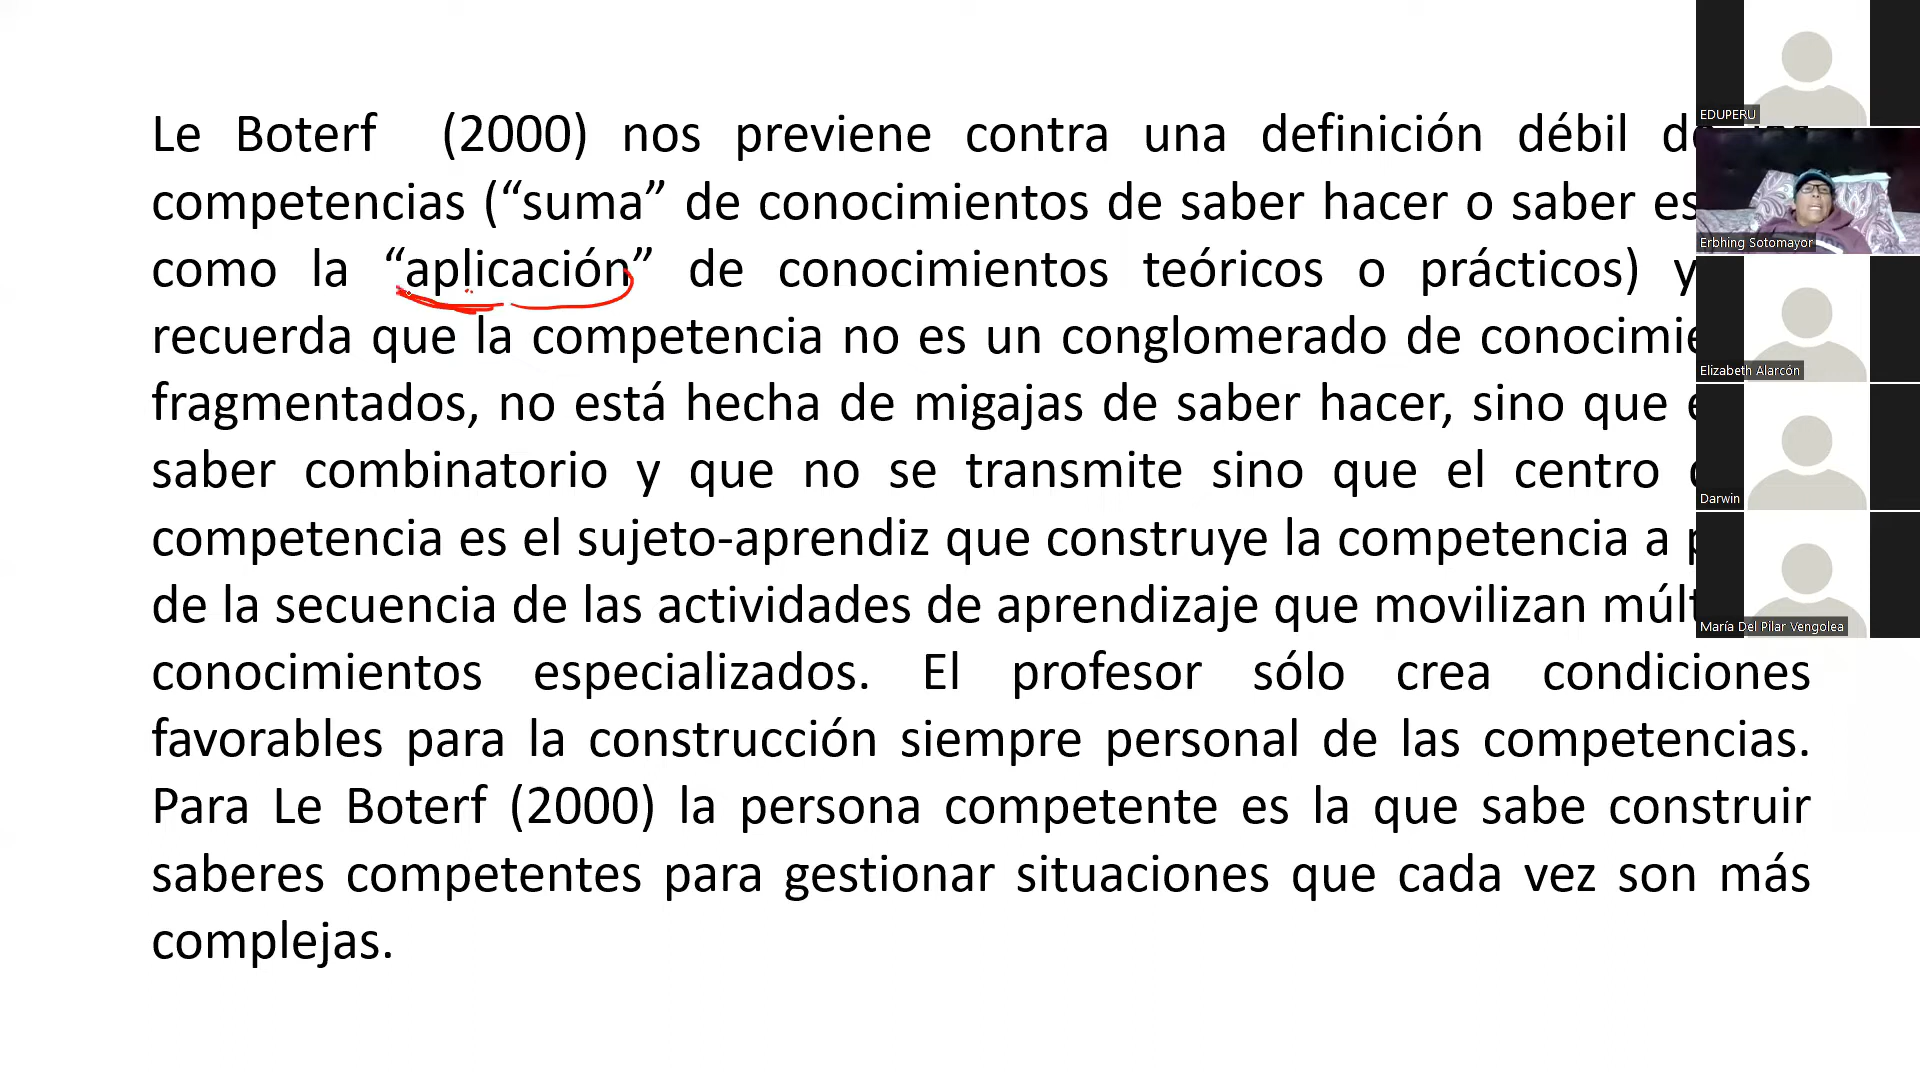 Le Boterf (2000) nos previene contra una definición débil
competencias (“suma” de conocimientos de saber hacer o saber
como la “aplicación” de conocimientos teóricos o prácticos) y
recuerda que la competencia no es un conglomerado de
fragmentados, no está hecha de migajas de saber hacer, sino que
saber combinatorio y que no se transmite sino que el centro
competencia es el sujeto-aprendiz que construye la competencia a
de la secuencia de las actividades de aprendizaje que movilizan
conocimientos especializados. El profesor sólo crea condiciones
favorables para la construcción siempre personal de las competencias.
Para Le Boterf (2000) la persona competente es la que sabe construir
saberes competentes para gestionar situaciones que cada vez son más
complejas.
EDUPERU
Erbhing Sotomayor
Elizabeth Alarcón
Darwin
María Del Pilar Vengolea